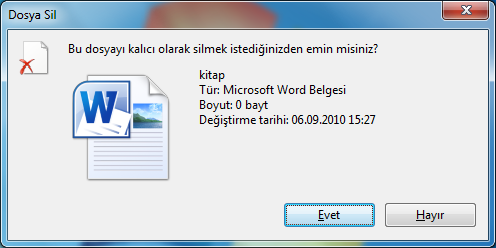 Dosya Sil
Bu dosyayı kalıcı olarak silmek istediğinizden emin misiniz?
kitap
Tür: Microsoft Word Belgesi
Boyut: 0 bayt
Değiştirme tarihi: 06.09.2010 15:27
W
Evet
Hayır